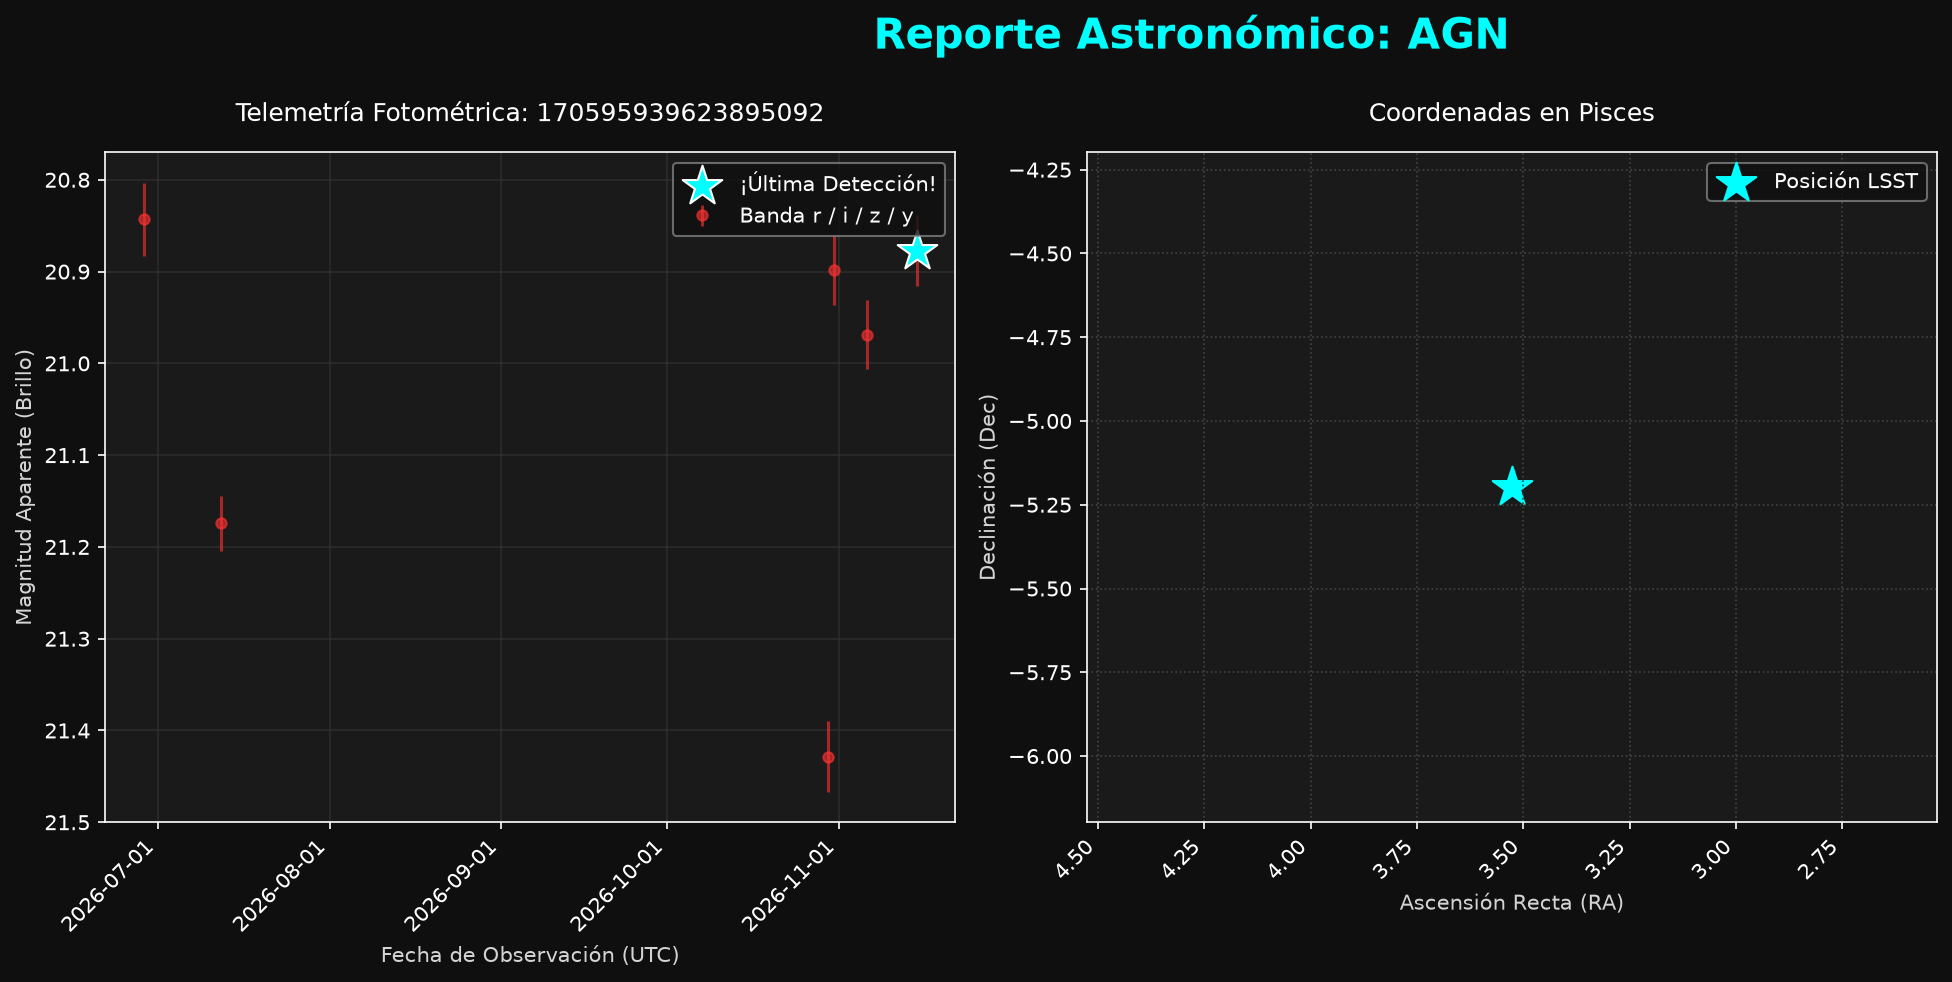 Reporte Astronómico: AGN
Telemetría Fotométrica: 170595939623895092
¡Última Detección!
Banda r / i / z / y
Magnitud Aparente (Brillo)
20.8
20.9
21.0
21.1
21.2
21.3
21.4
21.5
2026-07-01
2026-08-01
2026-09-01
2026-10-01
2026-11-01
Fecha de Observación (UTC)
Coordenadas en Pisces
Posición LSST
Declinación (Dec)
−4.25
−4.50
−4.75
−5.00
−5.25
−5.50
−5.75
−6.00
4.50
4.25
4.00
3.75
3.50
3.25
3.00
2.75
Ascensión Recta (RA)